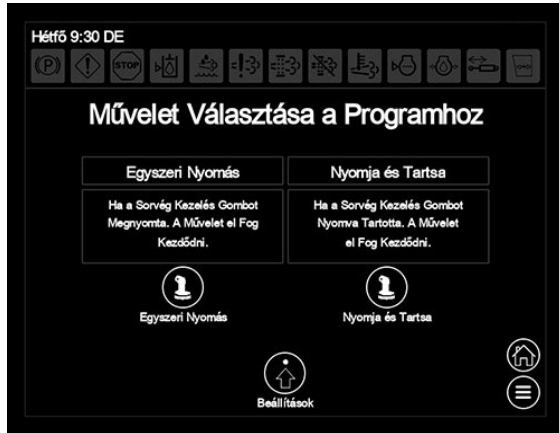 Hétfő 9:30 DE
(P) STOP
Művelet Választása a Programhoz
Egyszeri Nyomás Nyomja és Tartsa
Ha a Sorvég Kezelés Gombot
Megnyomta. A Művelet el Fog
Kezdődni.
Ha a Sorvég Kezelés Gombot
Nyomva Tartotta. A Művelet
el Fog Kezdődni.
Egyszeri Nyomás Nyomja és Tartsa
Beállítások